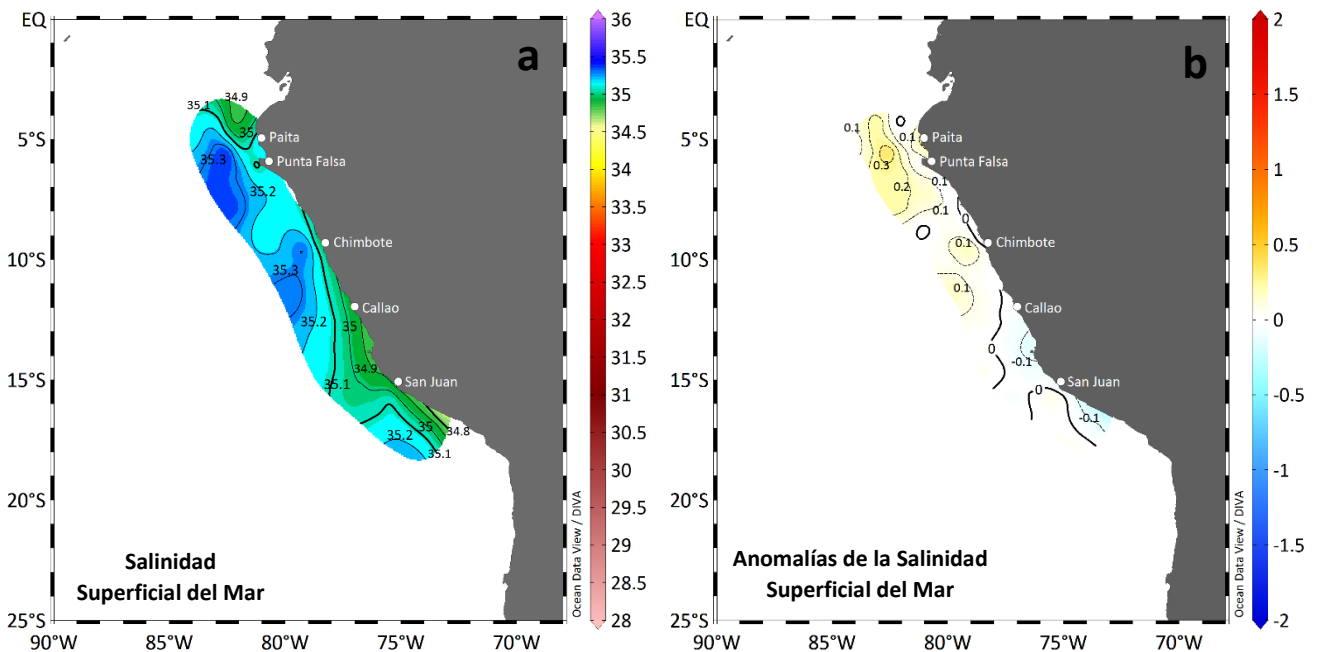 a
EQ
5°S
10°S
15°S
20°S
25°S
90°W
85°W
80°W
75°W
70°W
35.1
34.9
35
Paita
Punta Falsa
35.3
35.2
Chimbote
35.3
Callao
35.2
35
34.9
35.1
San Juan
35
35.2
34.8
35.1
Salinidad
Superficial del Mar
Ocean Data View / DIVA
36
35.5
35
34.5
34
33.5
33
32.5
32
31.5
31
30.5
30
29.5
29
28.5
28
b
EQ
5°S
10°S
15°S
20°S
25°S
90°W
85°W
80°W
75°W
70°W
0.1
0.1
Paita
Punta Falsa
0.3
0.1
0.2
0.1
0
Chimbote
0.1
0.1
Callao
0
-0.1
San Juan
0
-0.1
Anomalías de la Salinidad
Superficial del Mar
Ocean Data View / DIVA
2
1.5
1
0.5
0
-0.5
-1
-1.5
-2